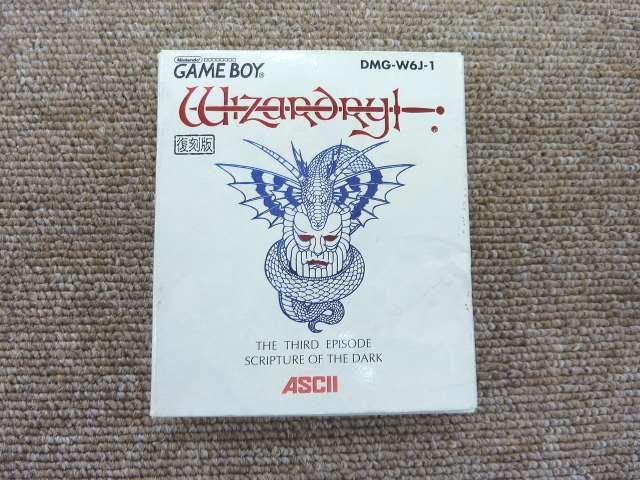 Nintendo GAME BOY®
DMG-W6J-1
Wizardry
復刻版
THE THIRD EPISODE
SCRIPTURE OF THE DARK
ASCII